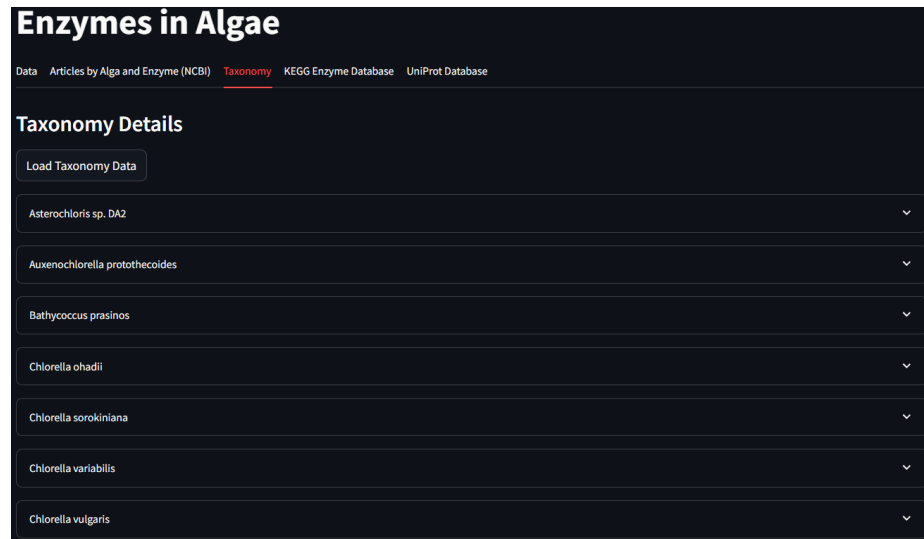 Enzymes in Algae
Data Articles by Alga and Enzyme (NCBI) Taxonomy KEGG Enzyme Database UniProt Database
Taxonomy Details
Load Taxonomy Data
Asterochloris sp. DA2
Auxenochlorella protothecoides
Bathycoccus prasinos
Chlorella ohadii
Chlorella sorokiniana
Chlorella variabilis
Chlorella vulgaris